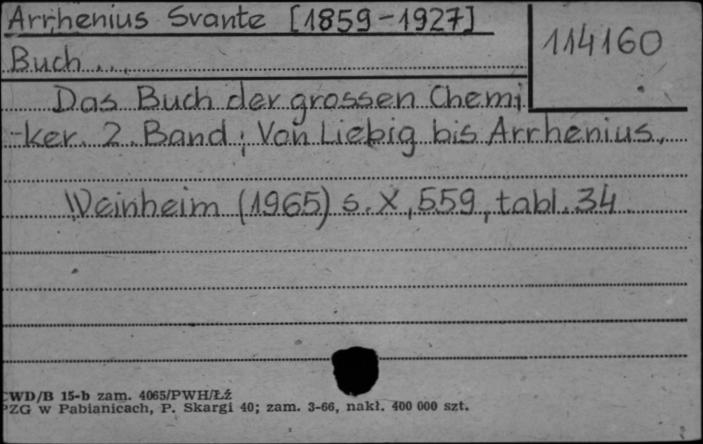 Arrhenius Svante [1859-1927]
114160
Buch...
Das Buch der grossen Chemi
-ker. 2. Band: Von Liebig bis Arrhenius.
Weinheim (1965) s. X, 559, tabl. 34
CWD/B 15-b zam. 4065/PWH/Łź
PZG w Pabianicach, P. Skargi 40; zam. 3-66, nakł. 400 000 szt.